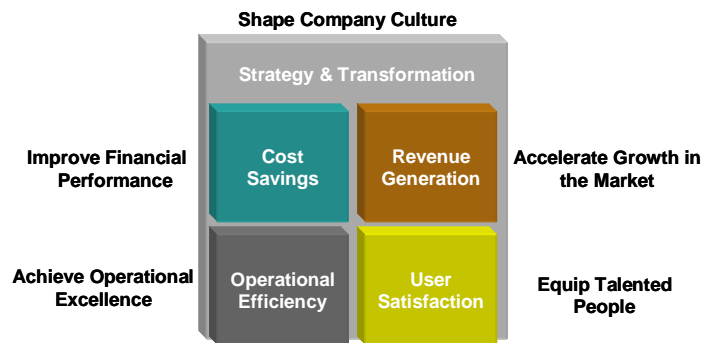 Shape Company Culture
Strategy & Transformation
Improve Financial
Performance
Cost
Savings
Revenue
Generation
Accelerate Growth in
the Market
Achieve Operational
Excellence
Operational
Efficiency
User
Satisfaction
Equip Talented
People